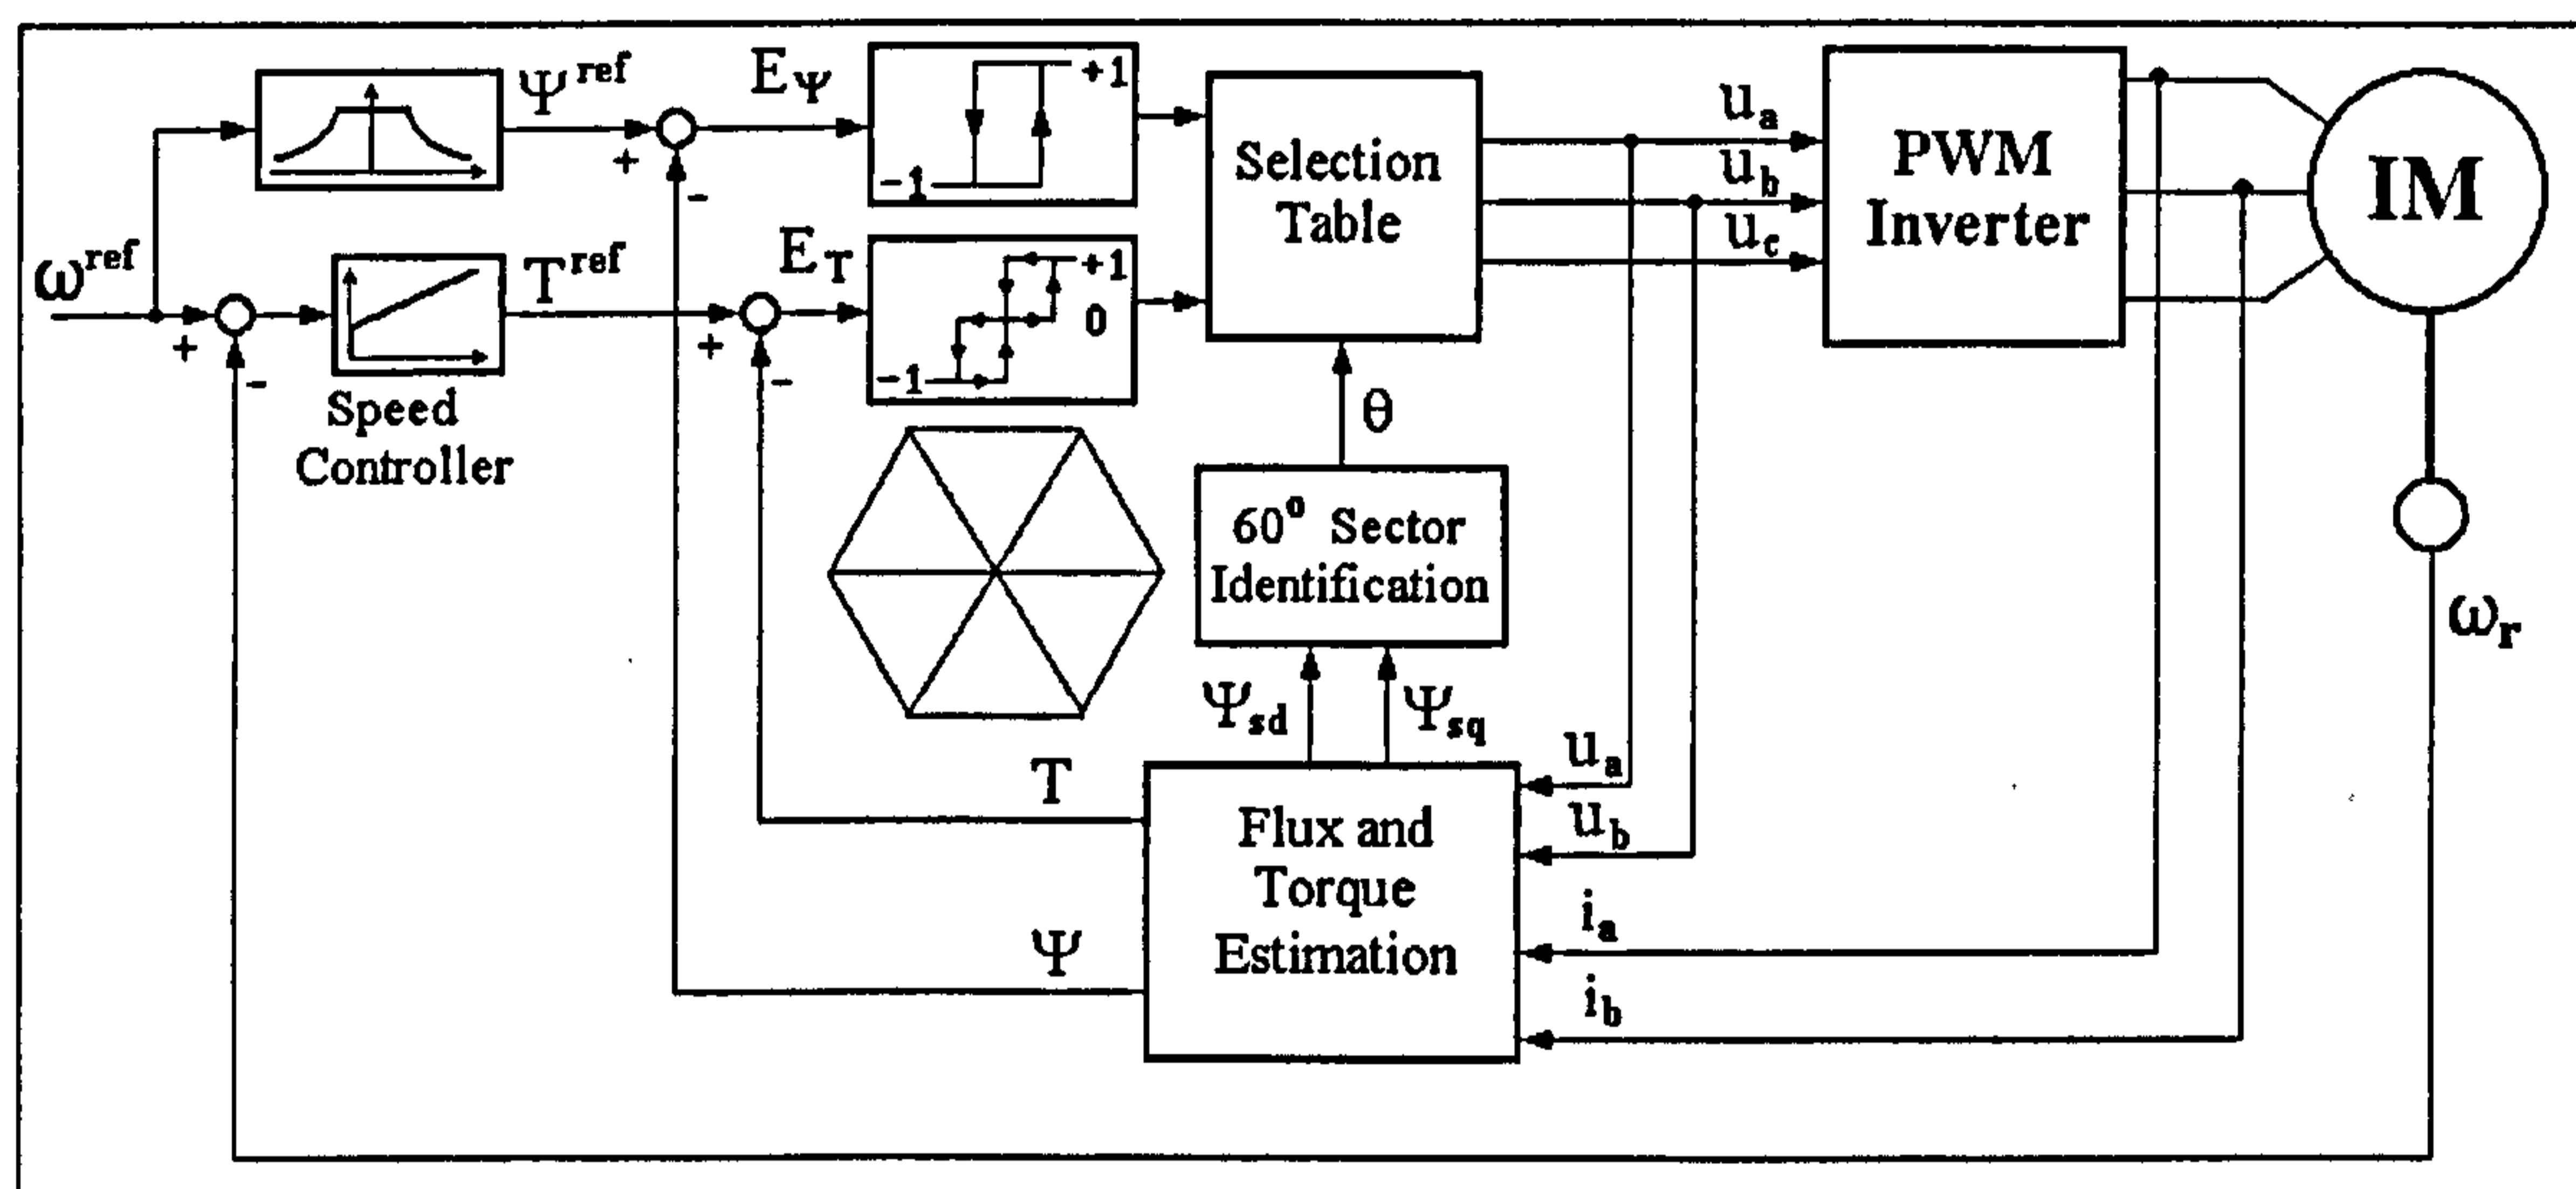 Ψ^ref
E_Ψ
+1
-1
Selection
Table
u_a
u_b
u_c
PWM
Inverter
IM
+
-
ω^ref
+
-
Speed
Controller
T^ref
+
-
E_T
+1
0
-1
θ
60° Sector
Identification
Ψ_sd
Ψ_sq
ω_r
T
Ψ
Flux and
Torque
Estimation
u_a
u_b
i_a
i_b